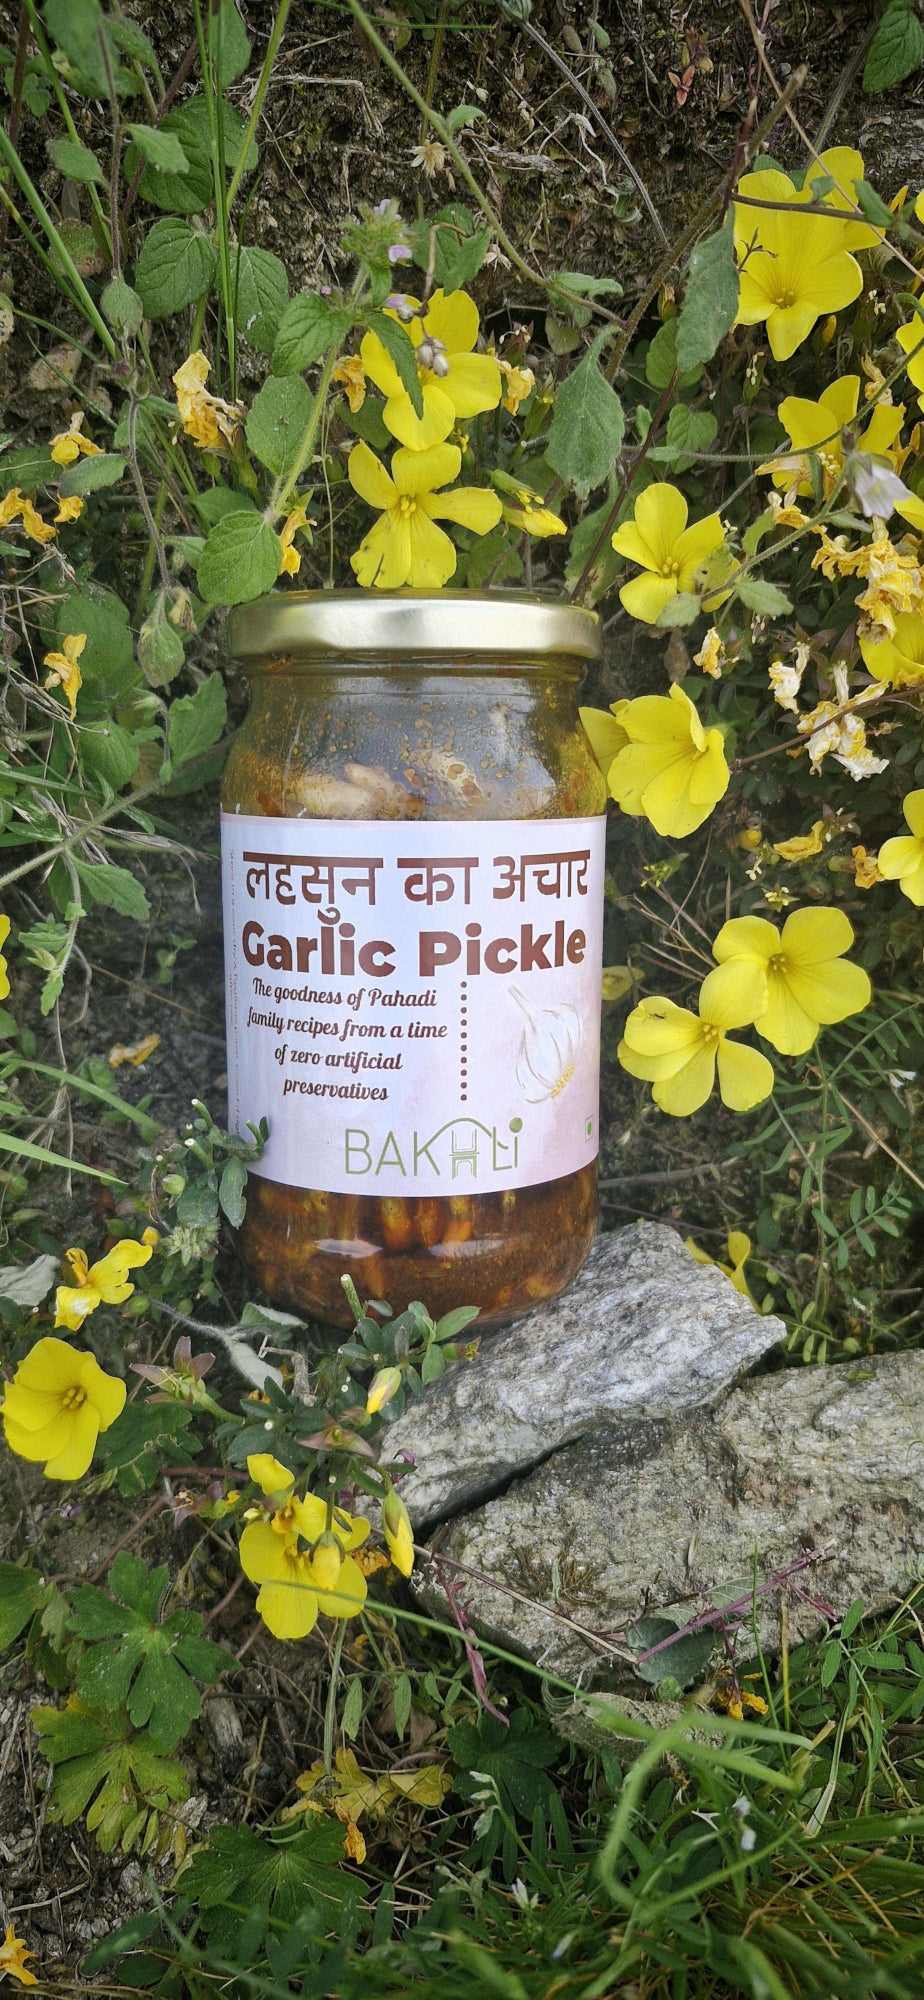 लहसुन का अचार
Garlic Pickle
The goodness of Pahadi
family recipes from a time
of zero artificial
preservatives
BAKHLI